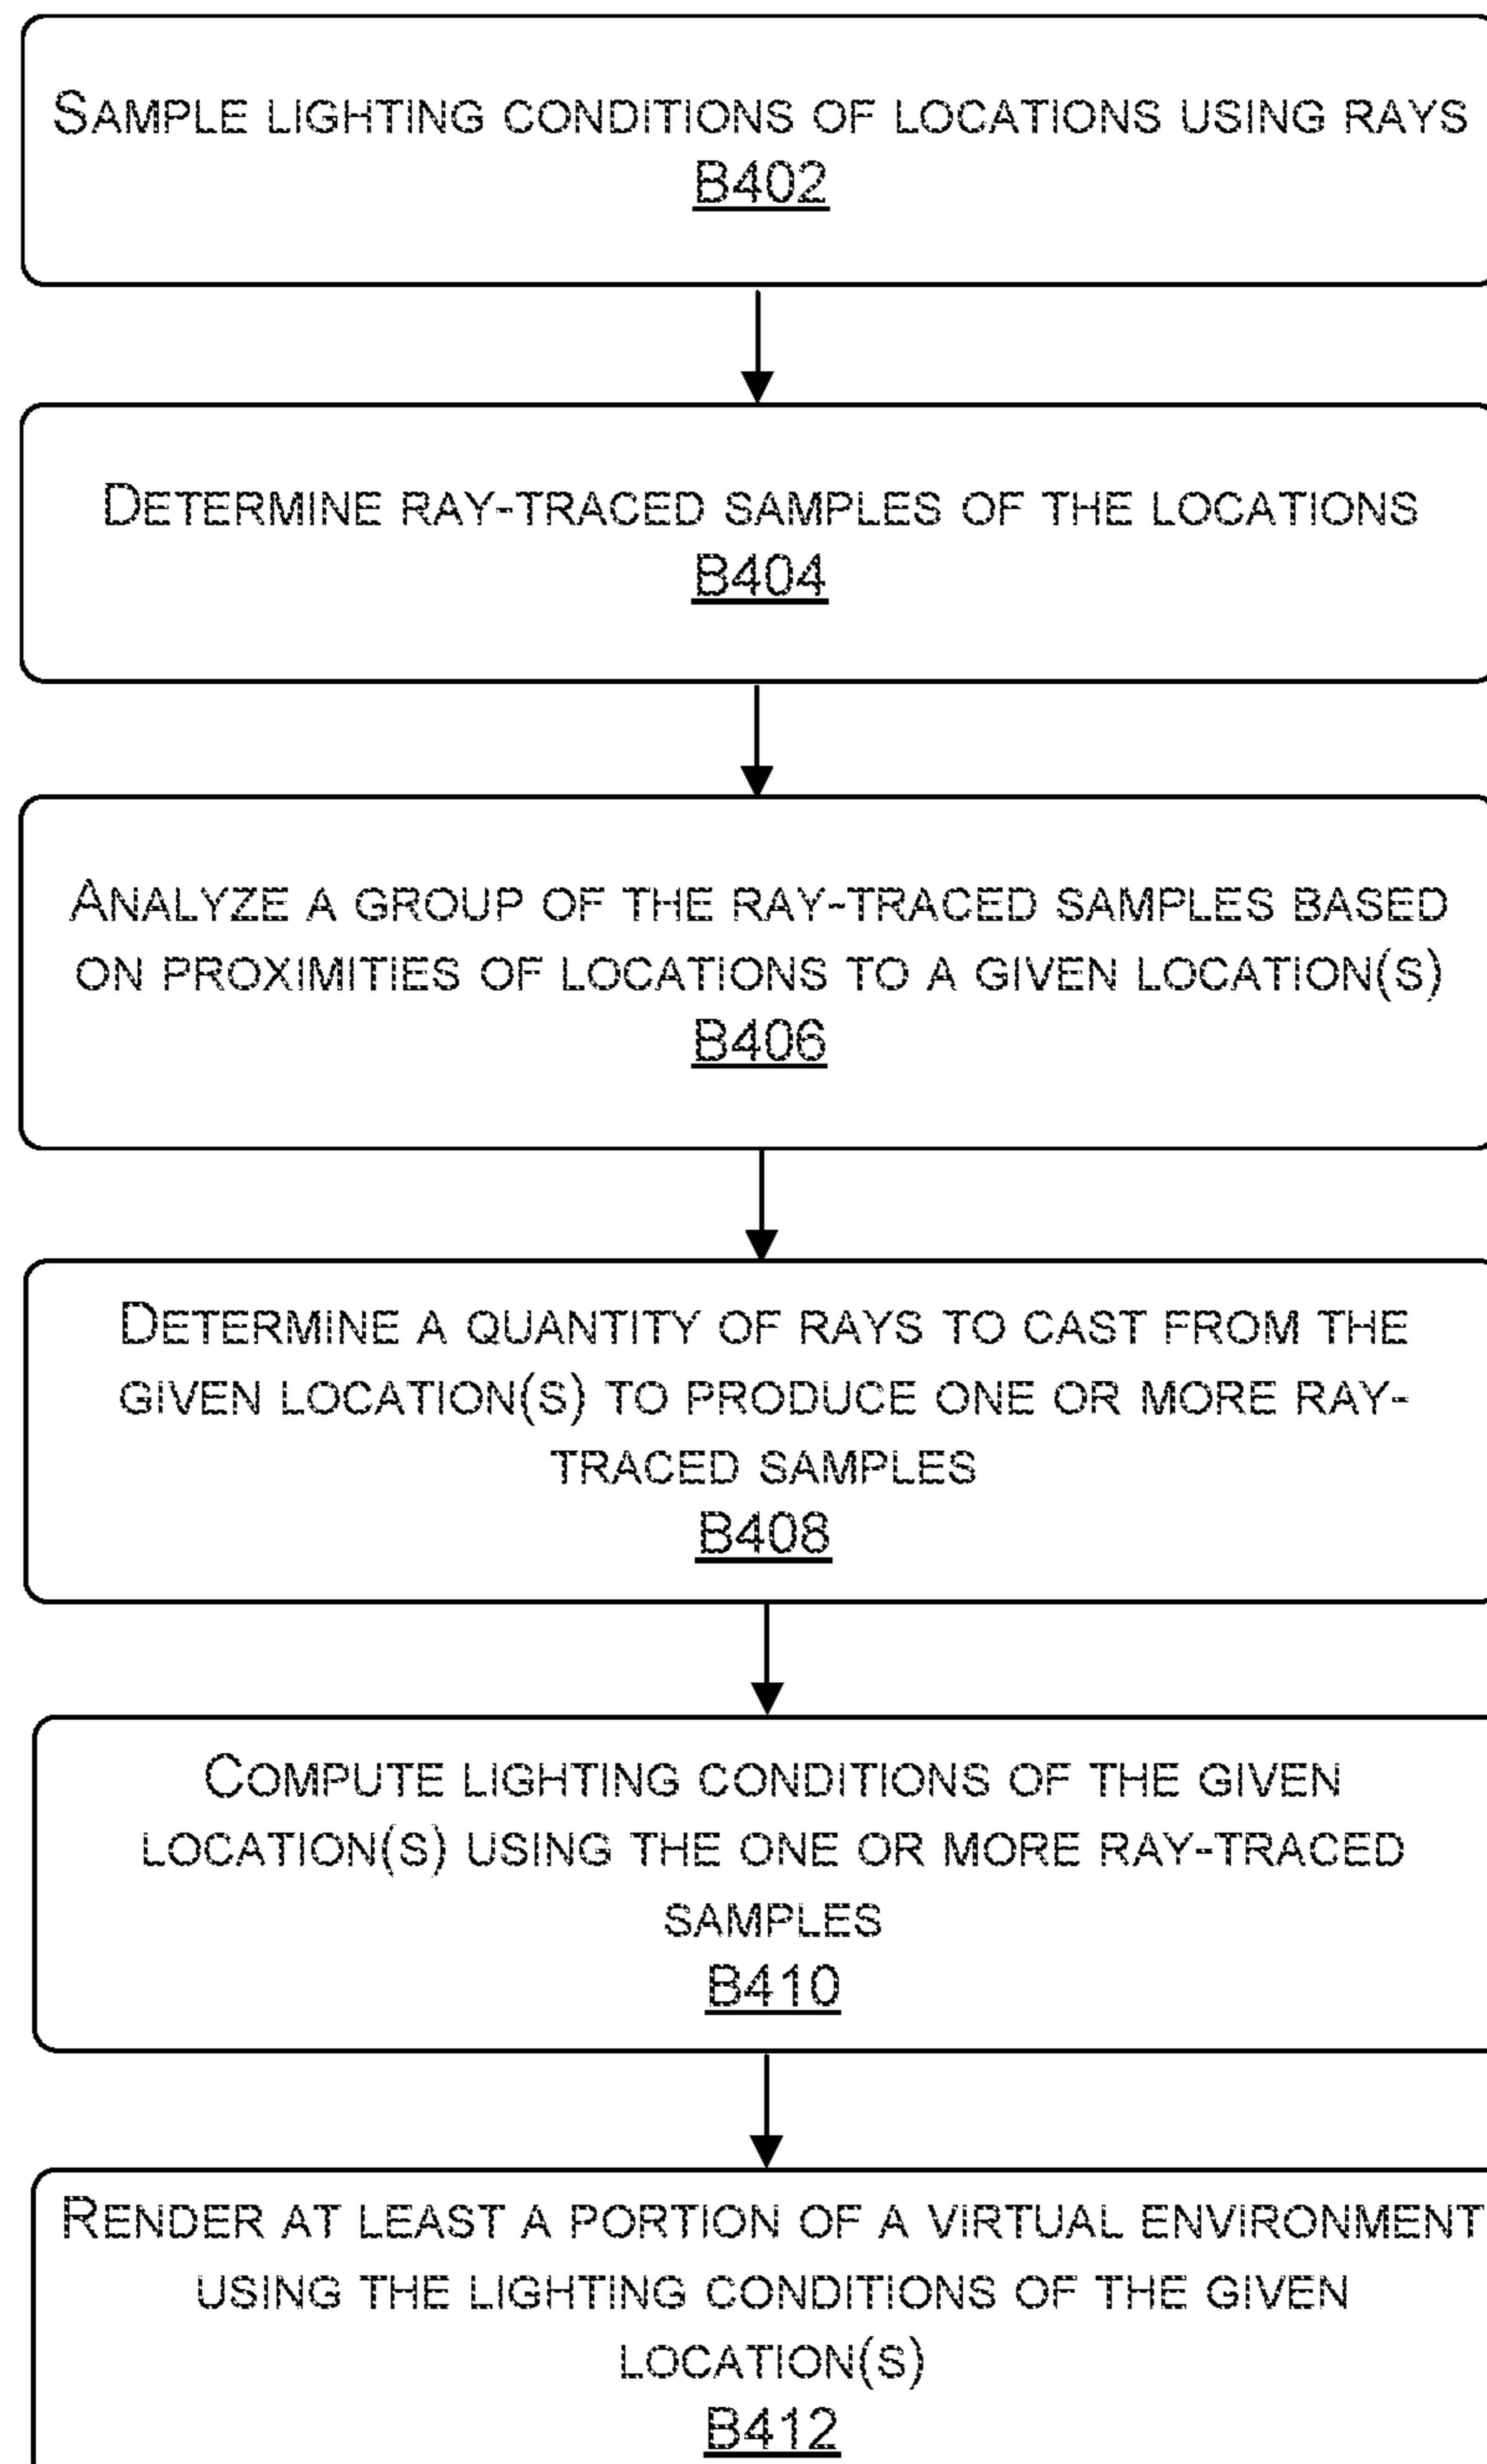 SAMPLE LIGHTING CONDITIONS OF LOCATIONS USING RAYS
B402
DETERMINE RAY-TRACED SAMPLES OF THE LOCATIONS
B404
ANALYZE A GROUP OF THE RAY-TRACED SAMPLES BASED
ON PROXIMITIES OF LOCATIONS TO A GIVEN LOCATION(S)
B406
DETERMINE A QUANTITY OF RAYS TO CAST FROM THE
GIVEN LOCATION(S) TO PRODUCE ONE OR MORE RAY-
TRACED SAMPLES
B408
COMPUTE LIGHTING CONDITIONS OF THE GIVEN
LOCATION(S) USING THE ONE OR MORE RAY-TRACED
SAMPLES
B410
RENDER AT LEAST A PORTION OF A VIRTUAL ENVIRONMENT
USING THE LIGHTING CONDITIONS OF THE GIVEN
LOCATION(S)
B412